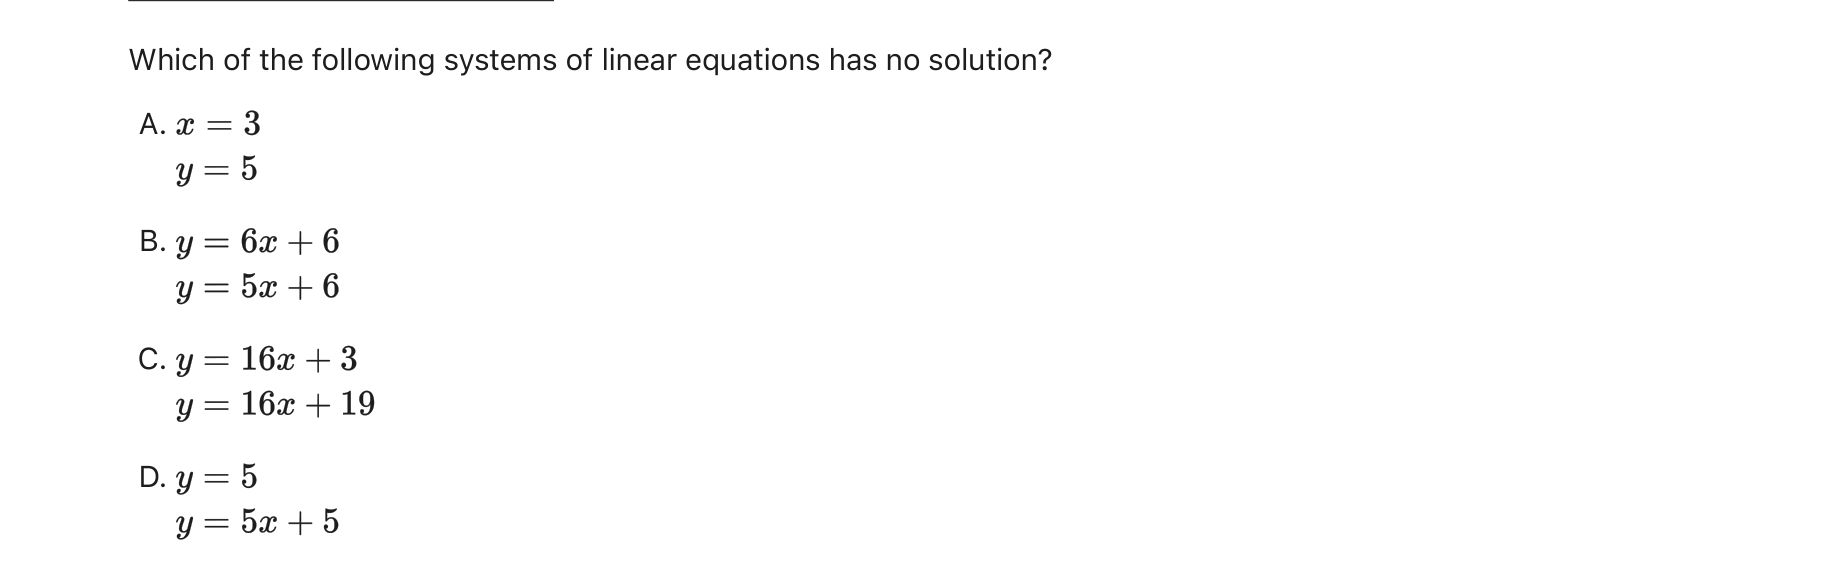 Which of the following systems of linear equations has no solution?
A. x = 3
y = 5
B. y = 6x + 6
y = 5x + 6
C. y = 16x + 3
y = 16x + 19
D. y = 5
y = 5x + 5